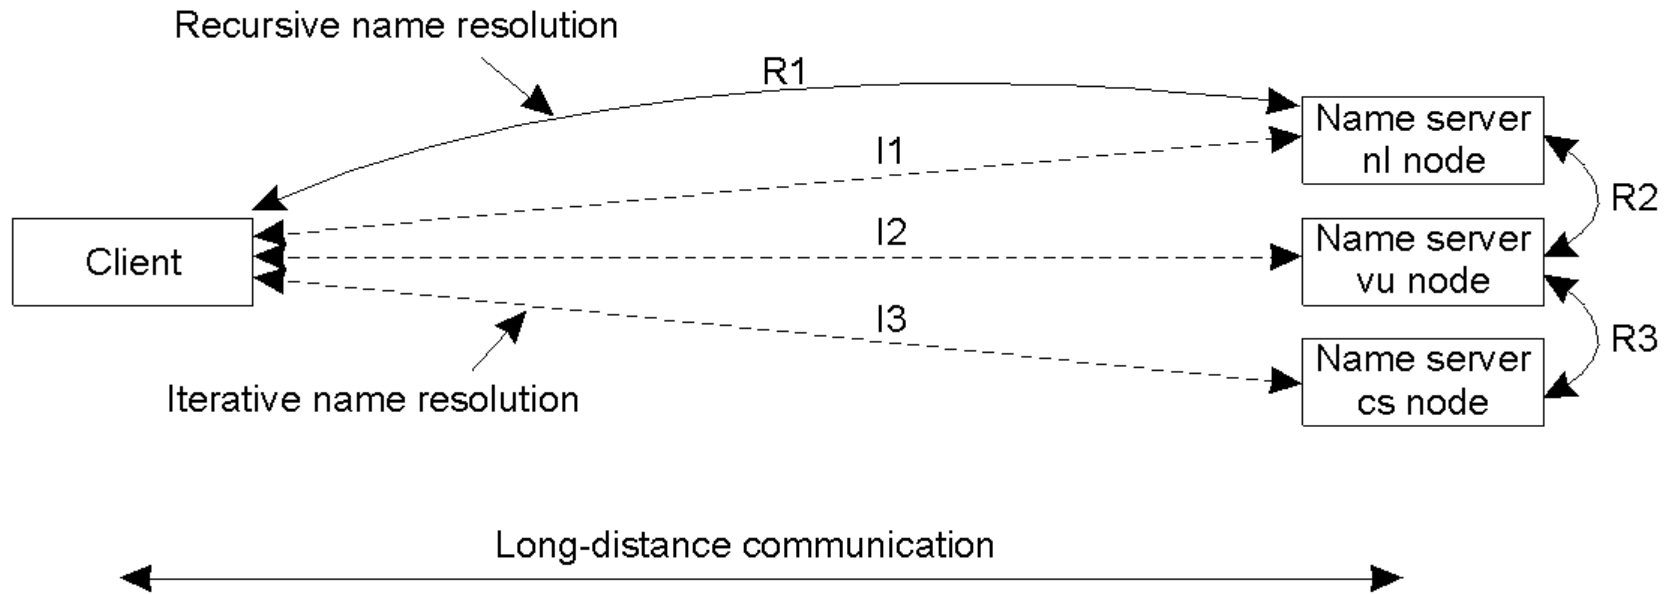 Recursive name resolution
R1
Name server
nl node
I1
R2
I2
Client
Name server
vu node
I3
R3
Name server
cs node
Iterative name resolution
Long-distance communication